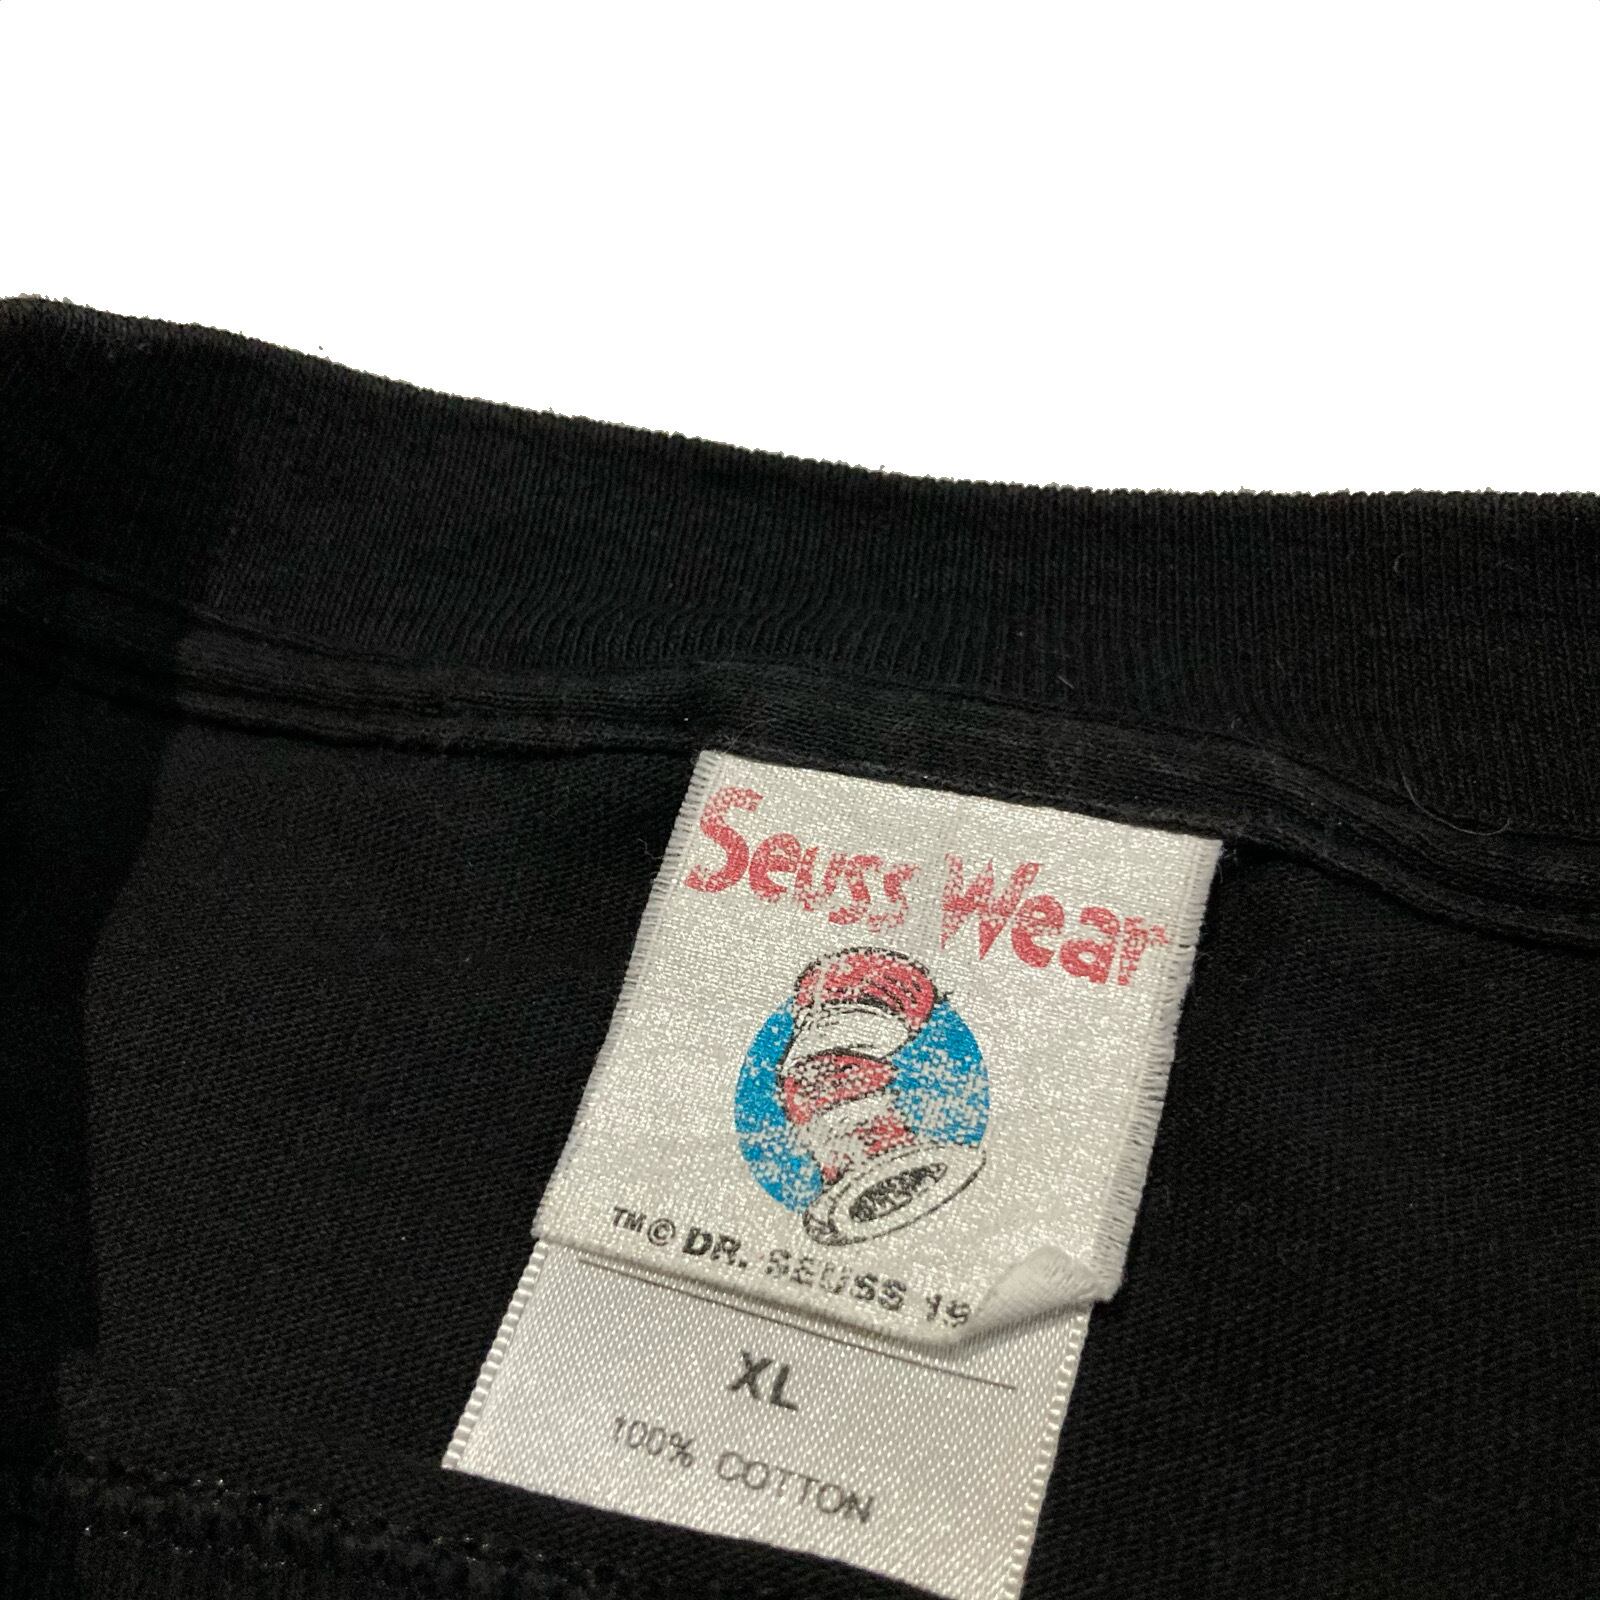 Seuss Wear
™© DR. SEUSS 19
XL
100% COTTON